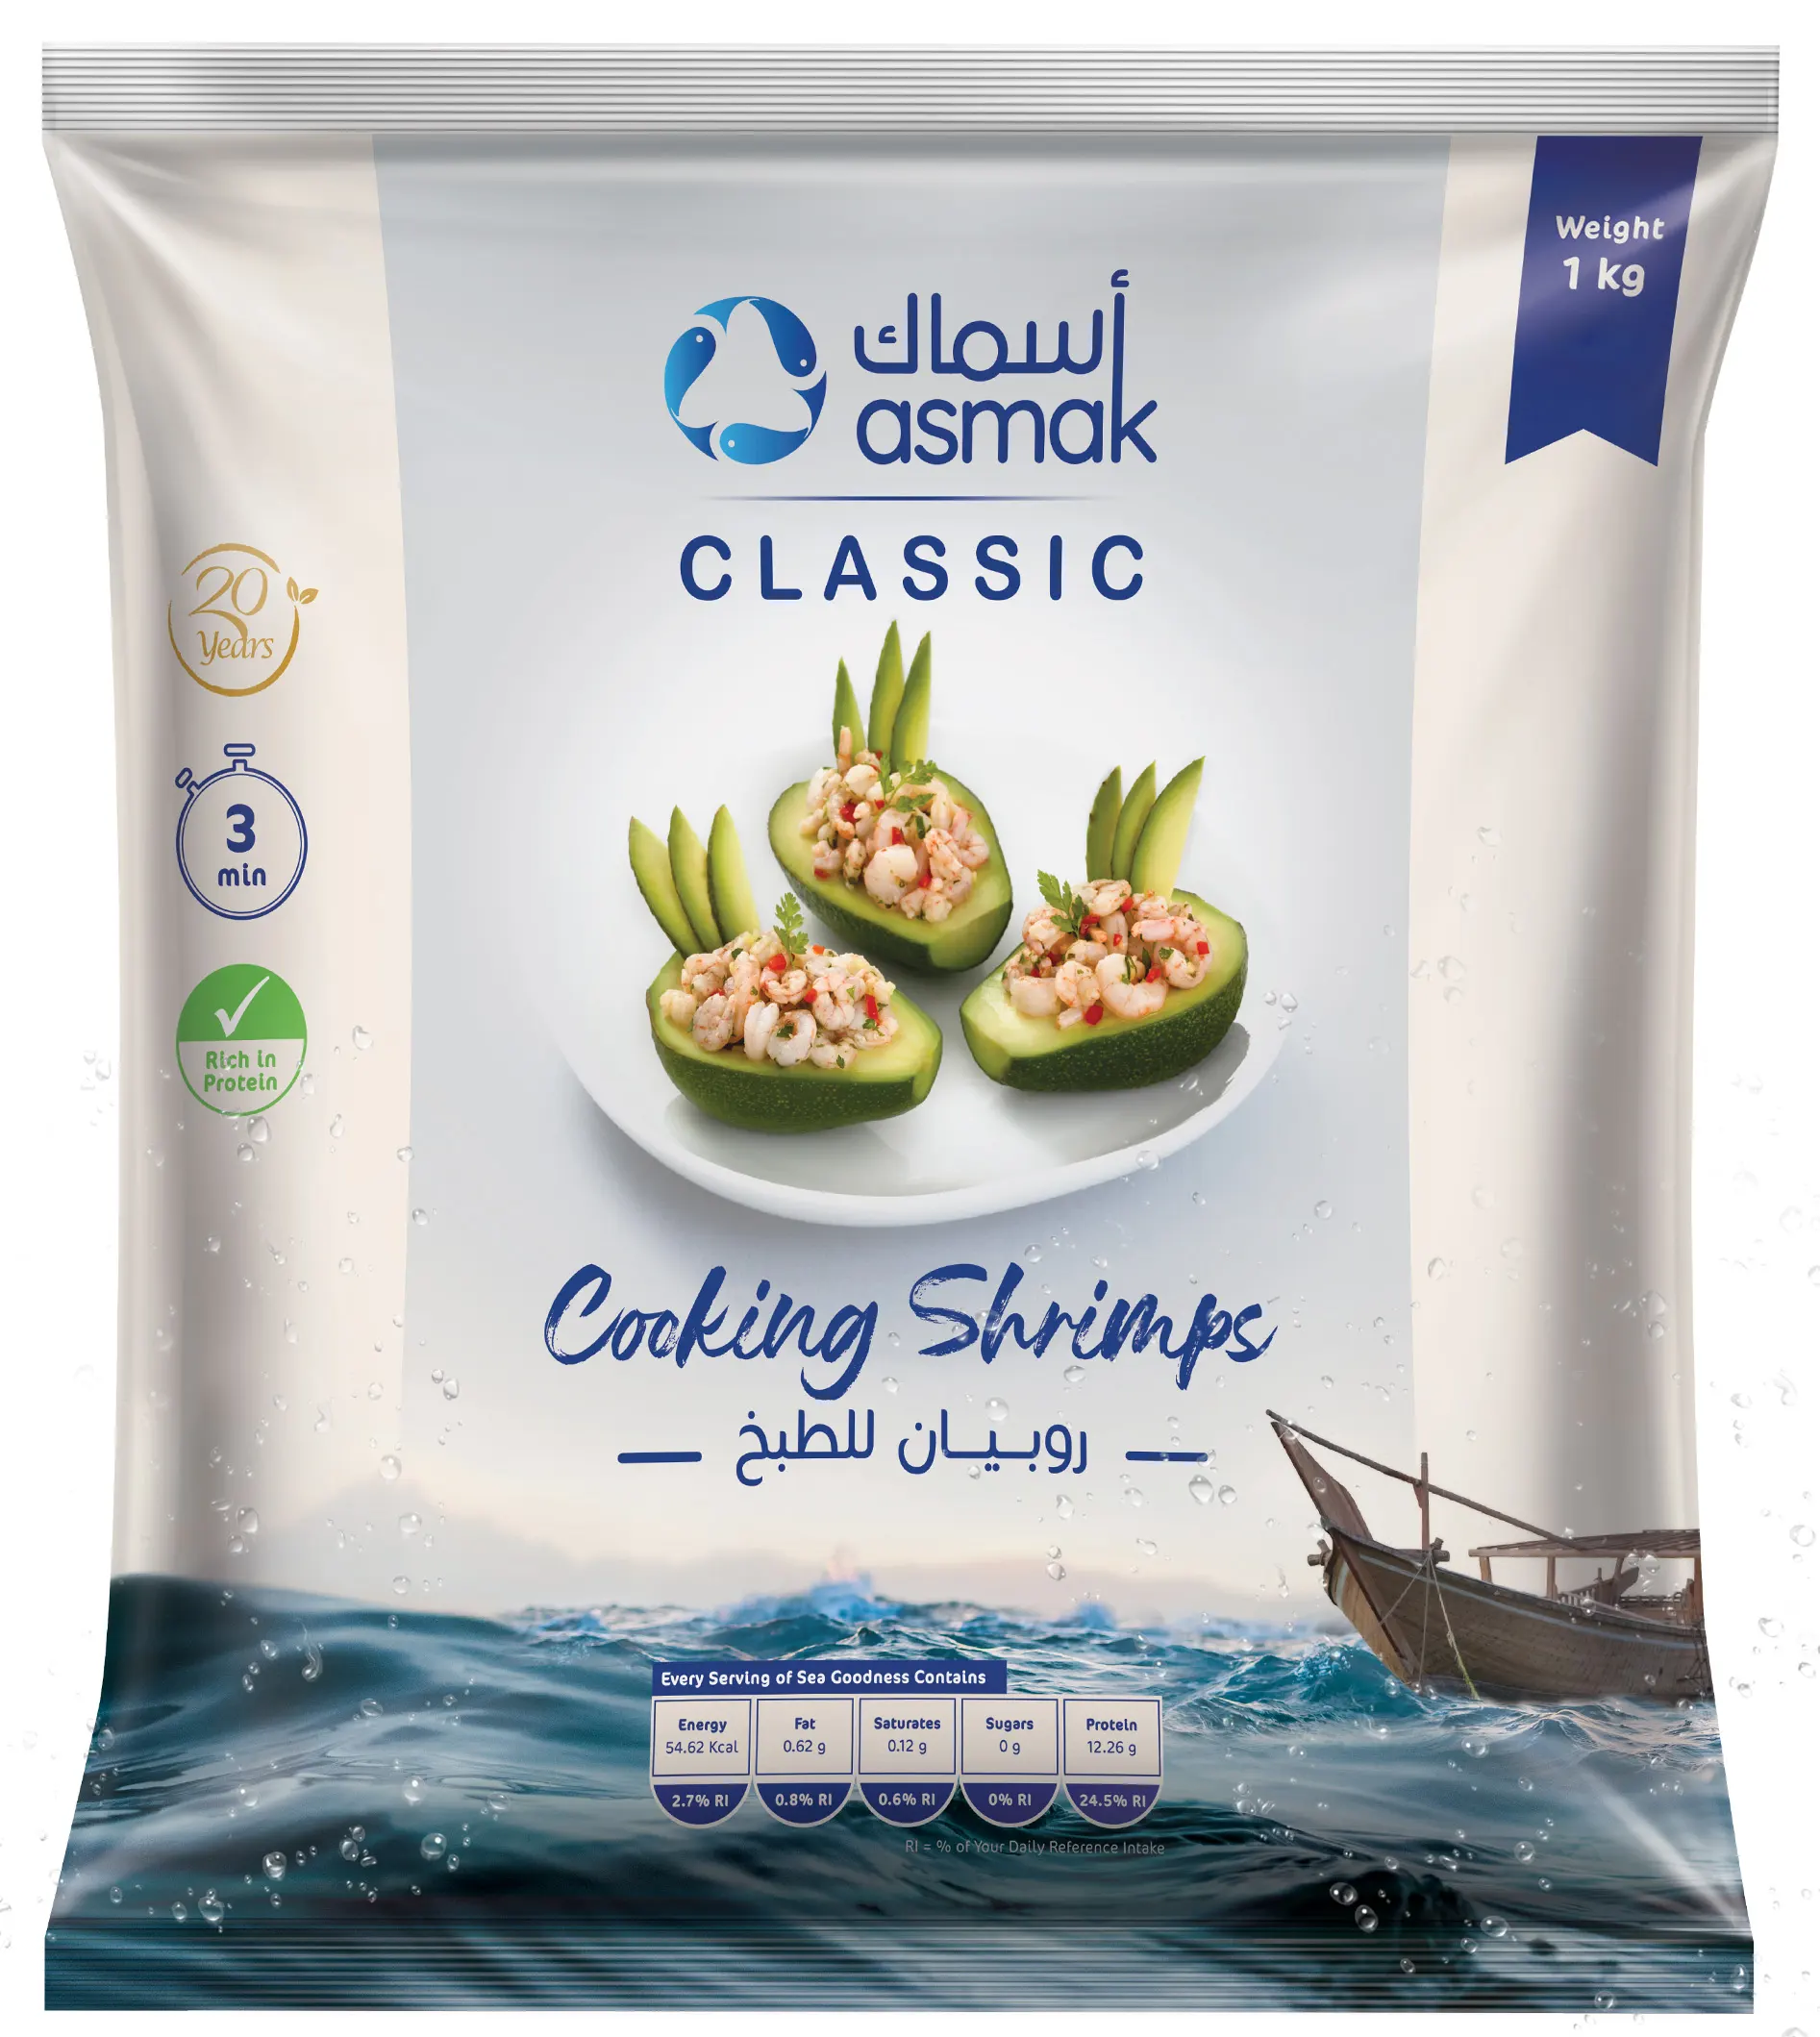 Weight
1 kg
أسماك
asmak
CLASSIC
20
Years
3
min
Rich in
Protein
Cooking Shrimps
روبيان للطبخ
Every Serving of Sea Goodness Contains
Energy
54.62 Kcal
2.7% RI
Fat
0.62 g
0.8% RI
Saturates
0.12 g
0.6% RI
Sugars
0 g
0% RI
Protein
12.26 g
24.5% RI
RI = % of Your Daily Reference Intake